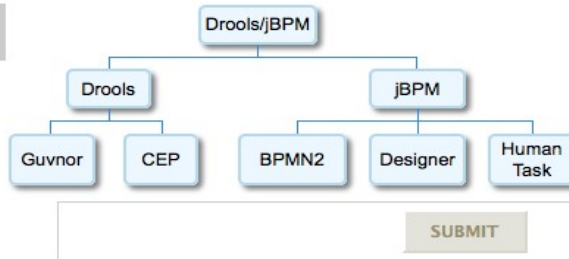 Drools/jBPM
Drools
jBPM
Guvnor
CEP
BPMN2
Designer
Human
Task
SUBMIT